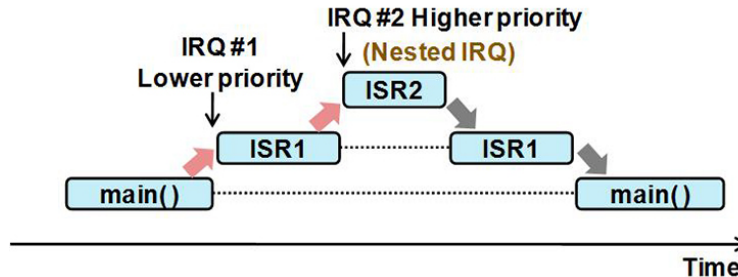 IRQ #1
Lower priority
IRQ #2 Higher priority
(Nested IRQ)
ISR2
ISR1
ISR1
main()
main()
Time